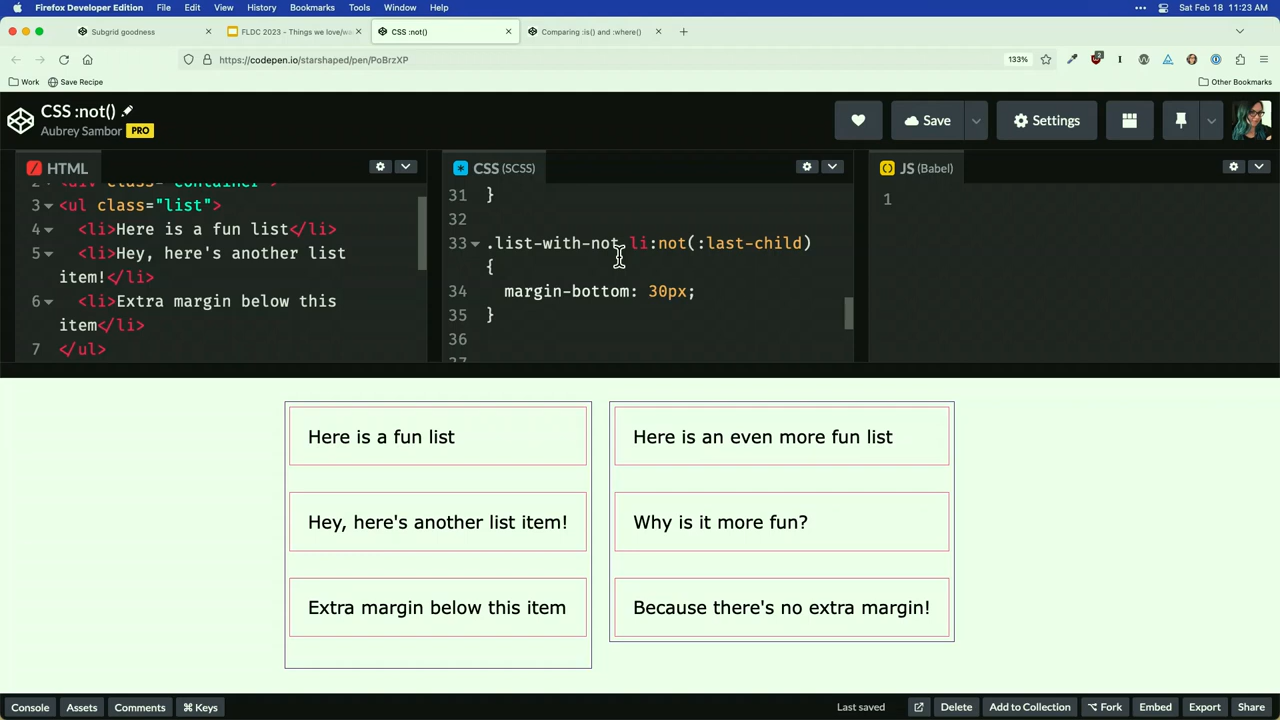 Firefox Developer Edition File Edit View History Bookmarks Tools Window Help Sat Feb 18 11:23 AM
Subgrid goodness FLDC 2023 - Things we love/wa CSS :not() Comparing :is() and :where()
https://codepen.io/starshaped/pen/PoBrzXP 133%
Work Save Recipe Other Bookmarks
CSS :not()
Aubrey Sambor PRO
Save Settings
HTML CSS (SCSS) JS (Babel)
2 <div class="container">
3 <ul class="list">
4 <li>Here is a fun list</li>
5 <li>Hey, here's another list
item!</li>
6 <li>Extra margin below this
item</li>
7 </ul>
31 }
32
33 .list-with-not li:not(:last-child)
{
34 margin-bottom: 30px;
35 }
36
37
1
Here is a fun list
Hey, here's another list item!
Extra margin below this item
Here is an even more fun list
Why is it more fun?
Because there's no extra margin!
Console Assets Comments ⌘ Keys Last saved Delete Add to Collection Fork Embed Export Share